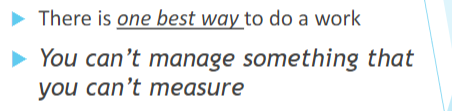 There is one best way to do a work
You can't manage something that
you can't measure